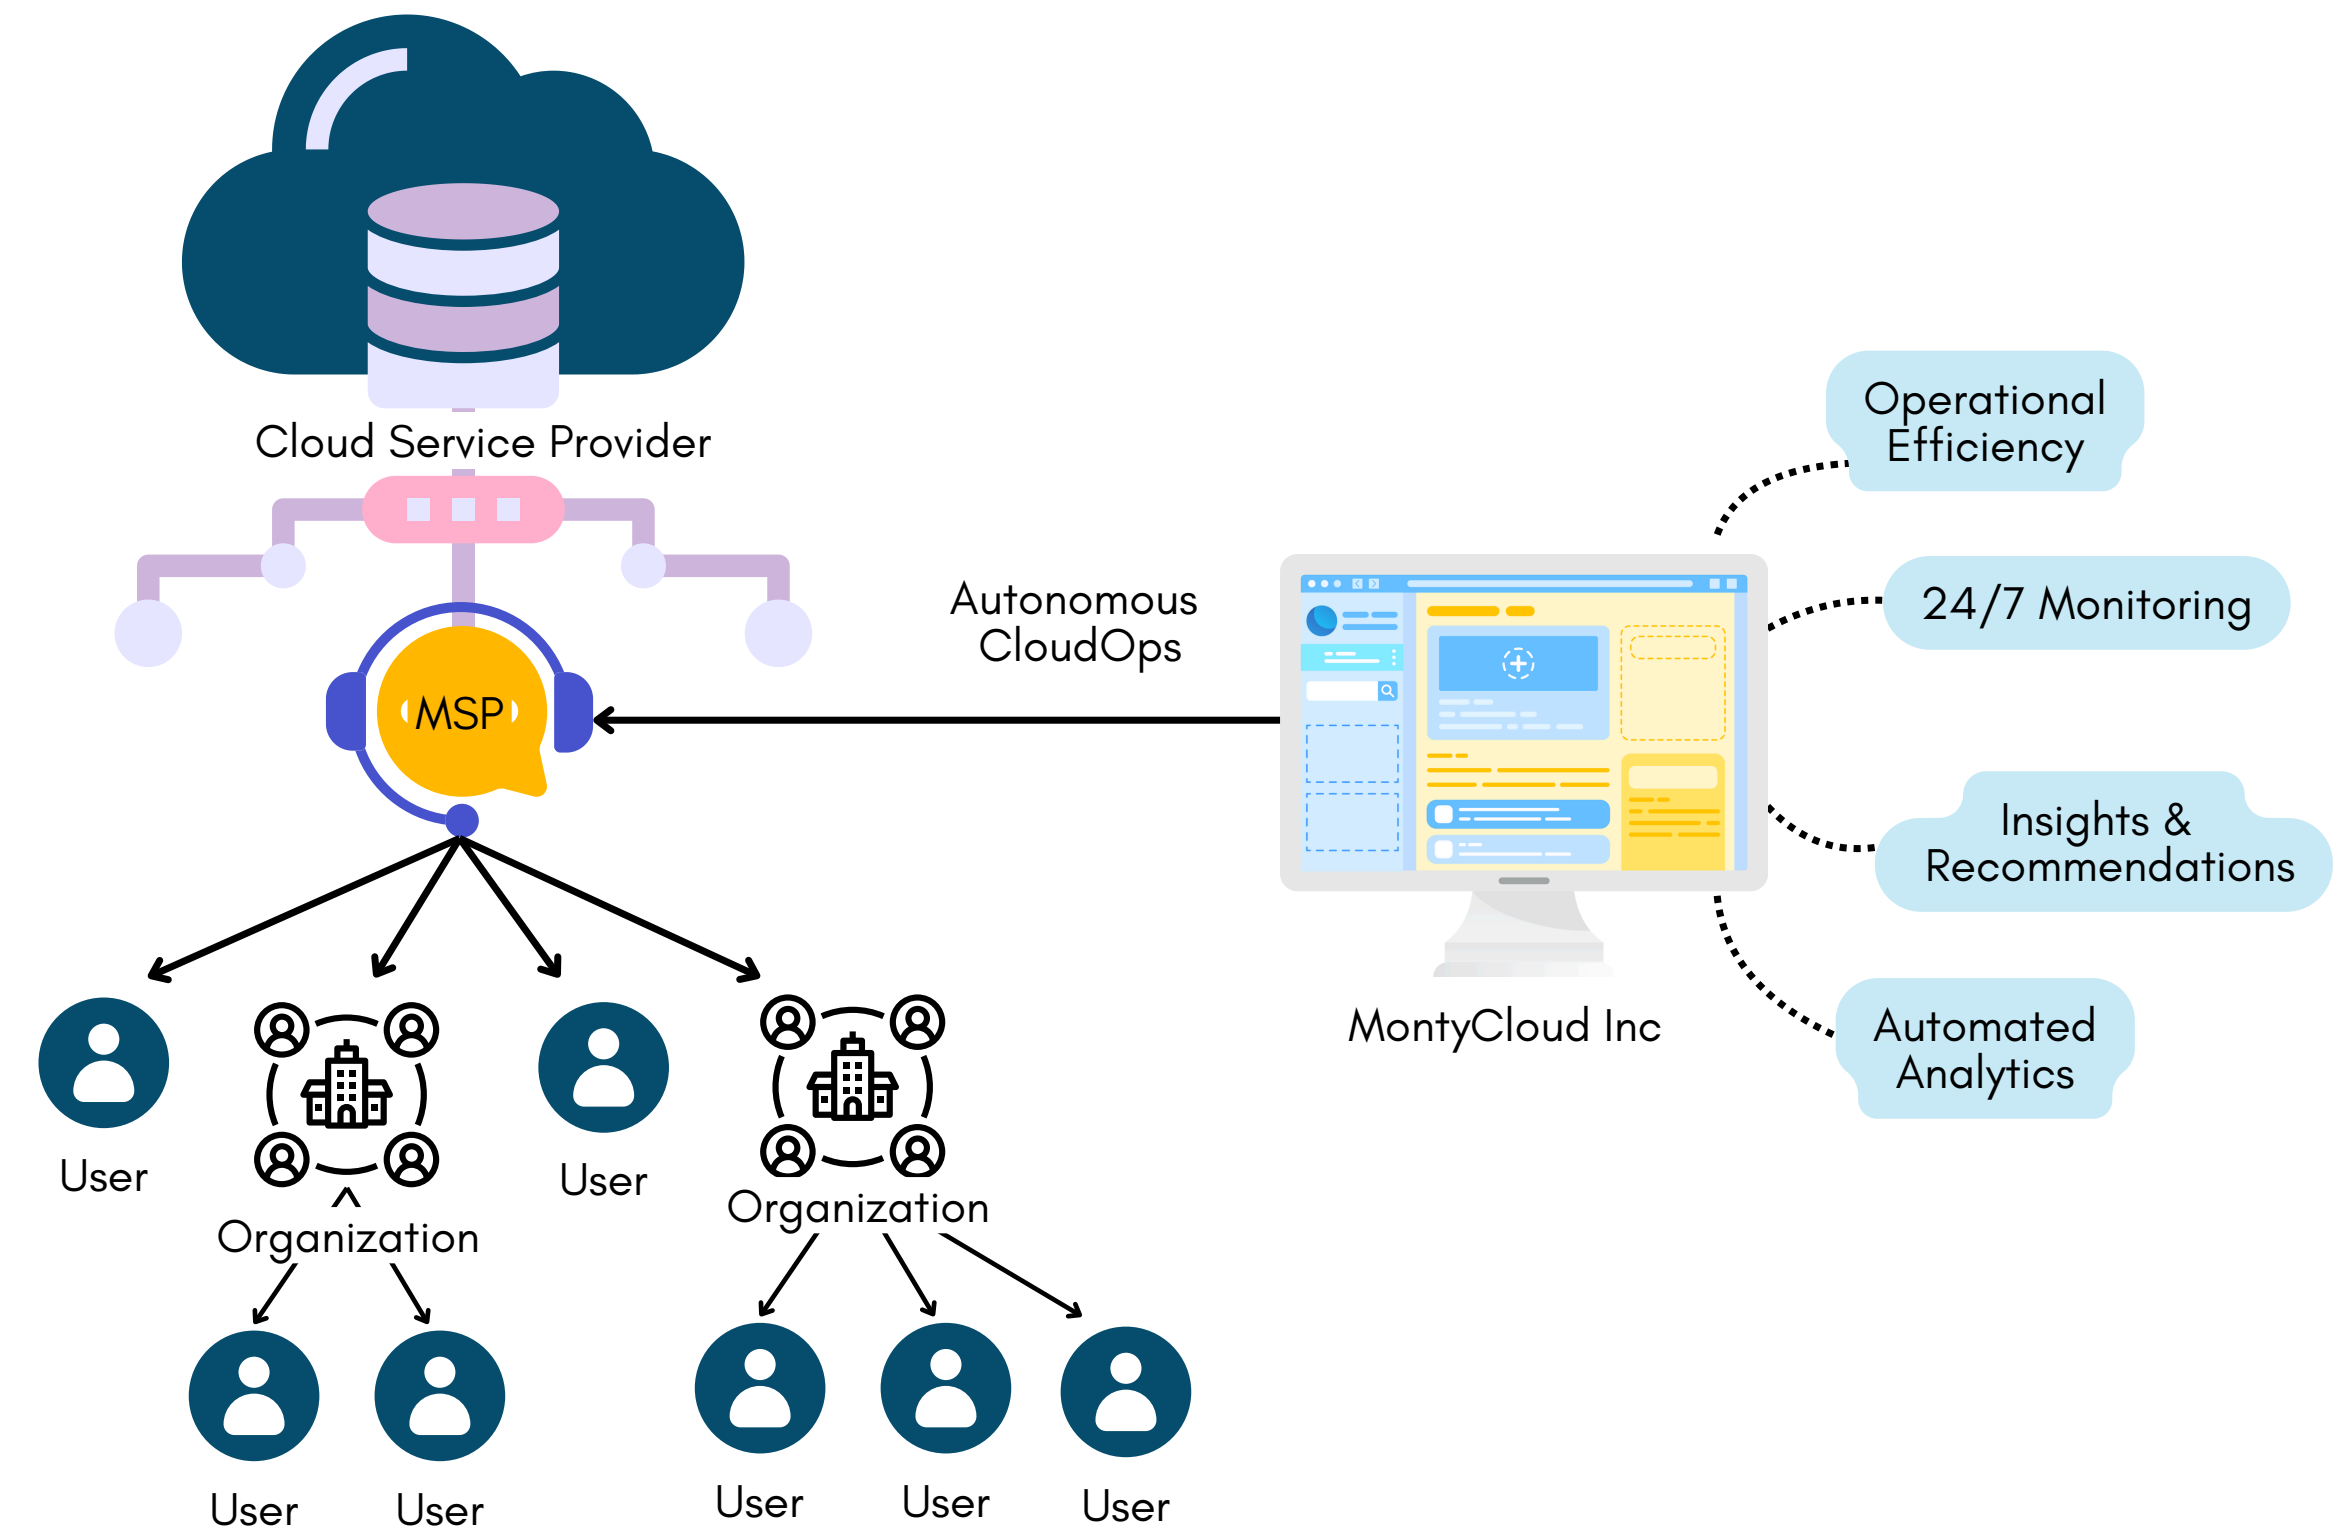 Cloud Service Provider
Operational
Efficiency
Autonomous
CloudOps
24/7 Monitoring
MSP
Insights &
Recommendations
MontyCloud Inc
Automated
Analytics
User
User
Organization
Organization
User
User
User
User
User